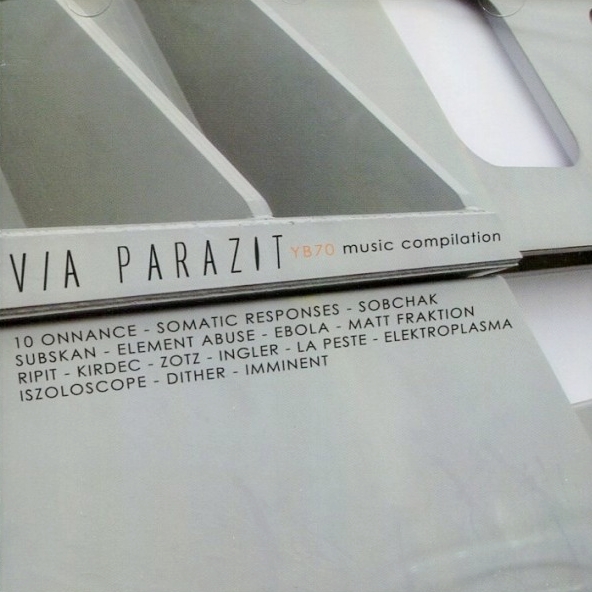 V/A PARAZIT YB70 music compilation
10 ONNANCE - SOMATIC RESPONSES - SOBCHAK
SUBSKAN - ELEMENT ABUSE - EBOLA - MATT FRAKTION
RIPIT - KIRDEC - ZOTZ - INGLER - LA PESTE - ELEKTROPLASMA
ISZOLOSCOPE - DITHER - IMMINENT